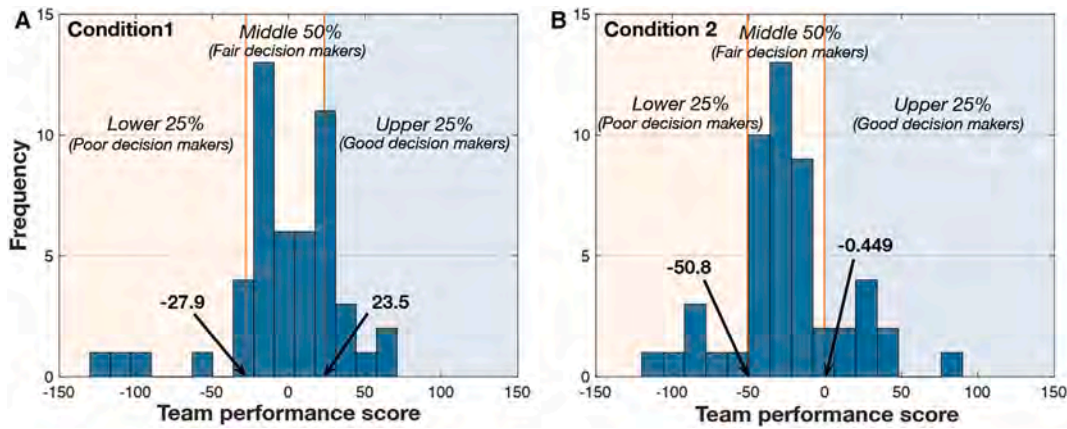 A
Condition1
Middle 50%
(Fair decision makers)
Lower 25%
(Poor decision makers)
Upper 25%
(Good decision makers)
-27.9
23.5
Frequency
15
10
5
0
-150
-100
-50
0
50
100
150
Team performance score
B
Condition 2
Middle 50%
(Fair decision makers)
Lower 25%
(Poor decision makers)
Upper 25%
(Good decision makers)
-50.8
-0.449
15
10
5
0
-150
-100
-50
0
50
100
150
Team performance score